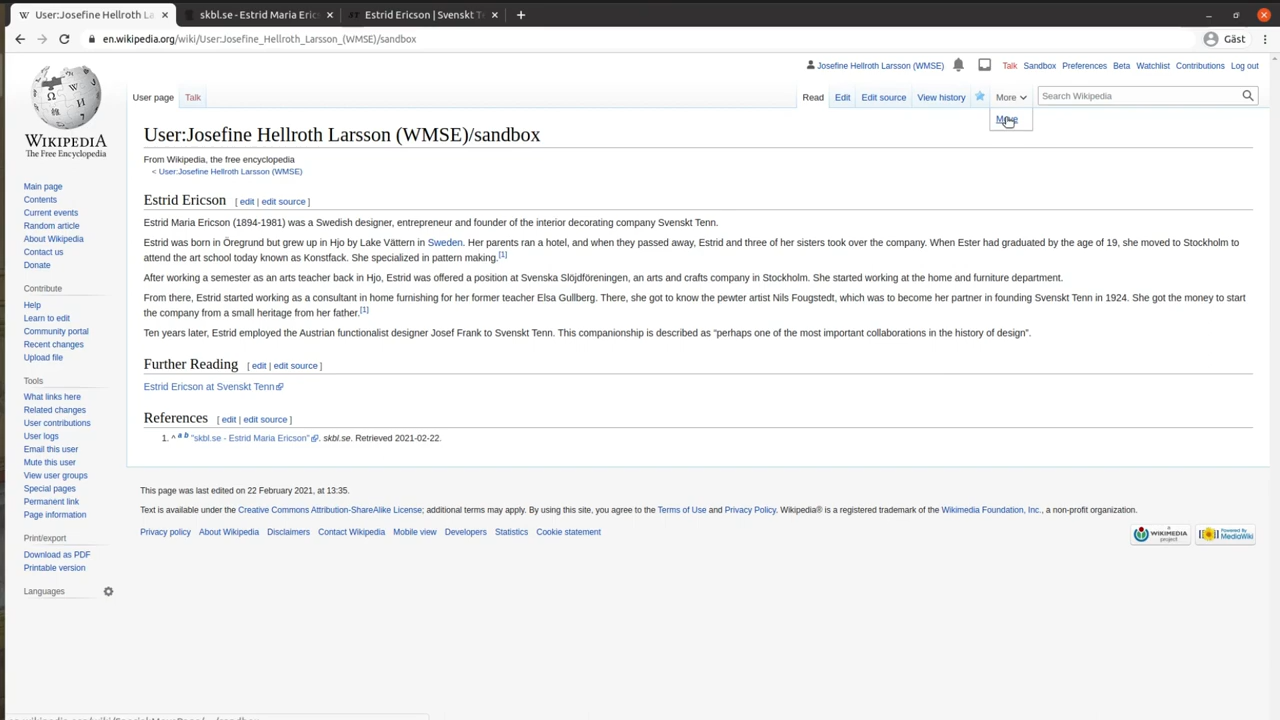 User:Josefine Hellroth La
skbl.se - Estrid Maria Eric
Estrid Ericson | Svenskt T
en.wikipedia.org/wiki/User:Josefine_Hellroth_Larsson_(WMSE)/sandbox
Gäst
Josefine Hellroth Larsson (WMSE) Talk Sandbox Preferences Beta Watchlist Contributions Log out
User page Talk Read Edit Edit source View history More Search Wikipedia
Move
WIKIPEDIA
The Free Encyclopedia
Main page
Contents
Current events
Random article
About Wikipedia
Contact us
Donate
Contribute
Help
Learn to edit
Community portal
Recent changes
Upload file
Tools
What links here
Related changes
User contributions
User logs
Email this user
Mute this user
View user groups
Special pages
Permanent link
Page information
Print/export
Download as PDF
Printable version
Languages
User:Josefine Hellroth Larsson (WMSE)/sandbox
From Wikipedia, the free encyclopedia
< User:Josefine Hellroth Larsson (WMSE)
Estrid Ericson [ edit | edit source ]
Estrid Maria Ericson (1894-1981) was a Swedish designer, entrepreneur and founder of the interior decorating company Svenskt Tenn.
Estrid was born in Öregrund but grew up in Hjo by Lake Vättern in Sweden. Her parents ran a hotel, and when they passed away, Estrid and three of her sisters took over the company. When Ester had graduated by the age of 19, she moved to Stockholm to
attend the art school today known as Konstfack. She specialized in pattern making.[1]
After working a semester as an arts teacher back in Hjo, Estrid was offered a position at Svenska Slöjdföreningen, an arts and crafts company in Stockholm. She started working at the home and furniture department.
From there, Estrid started working as a consultant in home furnishing for her former teacher Elsa Gullberg. There, she got to know the pewter artist Nils Fougstedt, which was to become her partner in founding Svenskt Tenn in 1924. She got the money to start
the company from a small heritage from her father.[1]
Ten years later, Estrid employed the Austrian functionalist designer Josef Frank to Svenskt Tenn. This companionship is described as “perhaps one of the most important collaborations in the history of design”.
Further Reading [ edit | edit source ]
Estrid Ericson at Svenskt Tenn
References [ edit | edit source ]
1. ^ a b "skbl.se - Estrid Maria Ericson". skbl.se. Retrieved 2021-02-22.
This page was last edited on 22 February 2021, at 13:35.
Text is available under the Creative Commons Attribution-ShareAlike License; additional terms may apply. By using this site, you agree to the Terms of Use and Privacy Policy. Wikipedia® is a registered trademark of the Wikimedia Foundation, Inc., a non-profit organization.
Privacy policy About Wikipedia Disclaimers Contact Wikipedia Mobile view Developers Statistics Cookie statement
A WIKIMEDIA project
Powered By MediaWiki